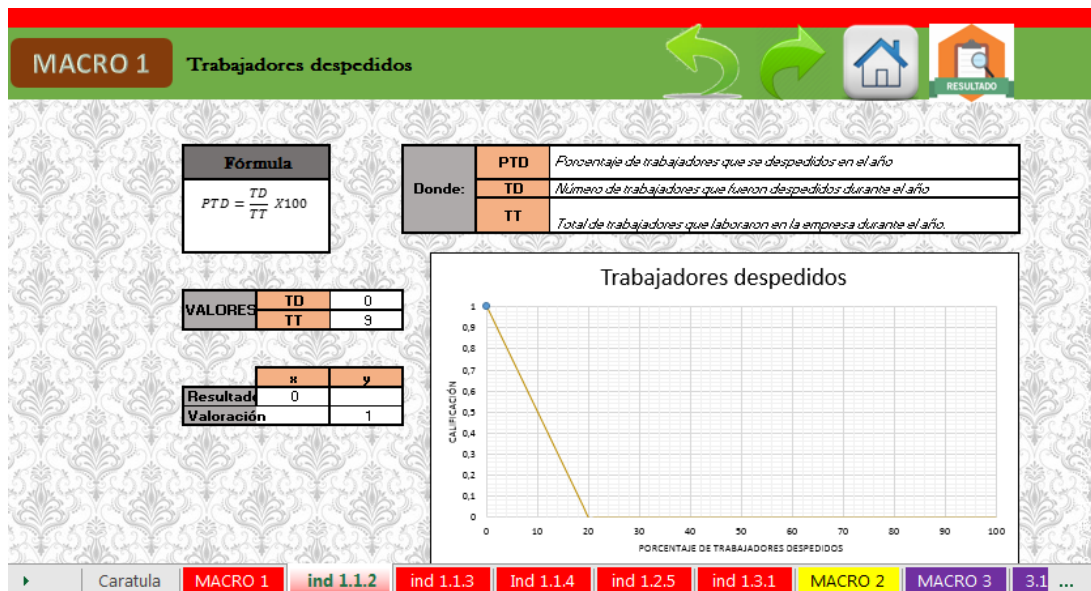 MACRO 1
Trabajadores despedidos
RESULTADO
Fórmula
PTD = TD/TT X100
Donde:
PTD Porcentaje de trabajadores que se despedidos en el año
TD Número de trabajadores que fueron despedidos durante el año
TT Total de trabajadores que laboraron en la empresa durante el año.
VALORES
TD 0
TT 9
x y
Resultad 0
Valoración 1
Trabajadores despedidos
CALIFICACIÓN
1
0,9
0,8
0,7
0,6
0,5
0,4
0,3
0,2
0,1
0
0 10 20 30 40 50 60 70 80 90 100
PORCENTAJE DE TRABAJADORES DESPEDIDOS
Caratula MACRO 1 ind 1.1.2 ind 1.1.3 Ind 1.1.4 ind 1.2.5 ind 1.3.1 MACRO 2 MACRO 3 3.1 ...